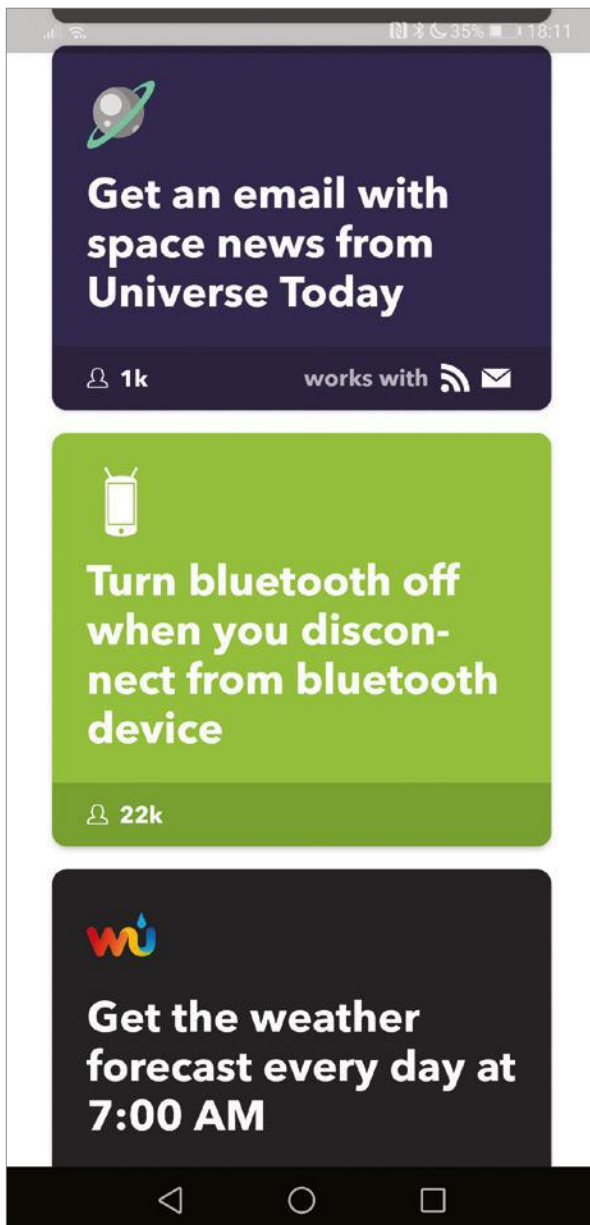 35% 18:11
Get an email with
space news from
Universe Today
1k works with
Turn bluetooth off
when you discon-
nect from bluetooth
device
22k
wu
Get the weather
forecast every day at
7:00 AM